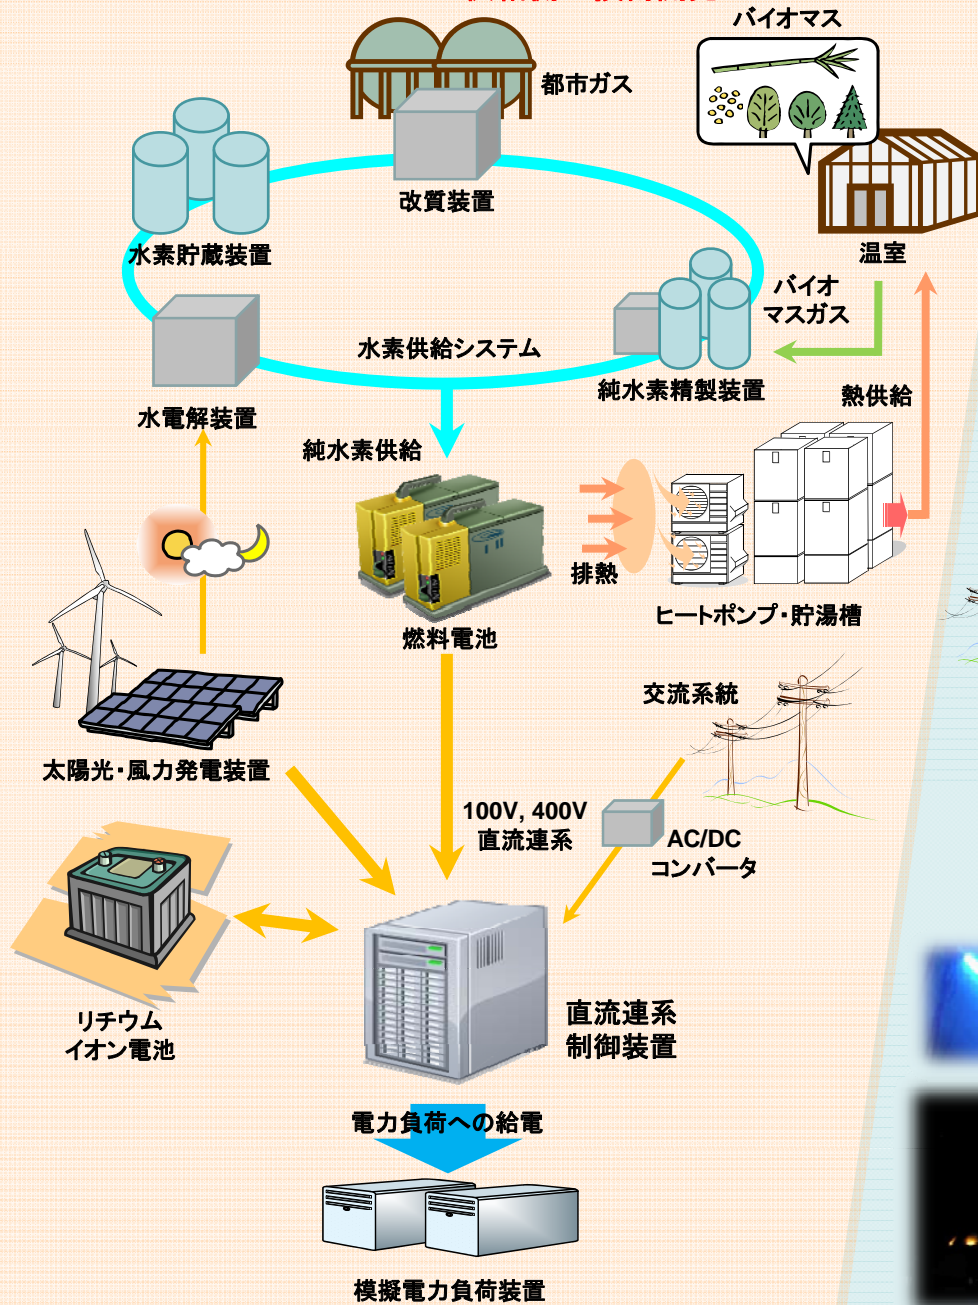 バイオマス
都市ガス
改質装置
水素貯蔵装置
温室
バイオ
マスガス
水素供給システム
純水素精製装置
熱供給
水電解装置
純水素供給
排熱
ヒートポンプ・貯湯槽
燃料電池
交流系統
太陽光・風力発電装置
100V, 400V
直流連系
AC/DC
コンバータ
リチウム
イオン電池
直流連系
制御装置
電力負荷への給電
模擬電力負荷装置